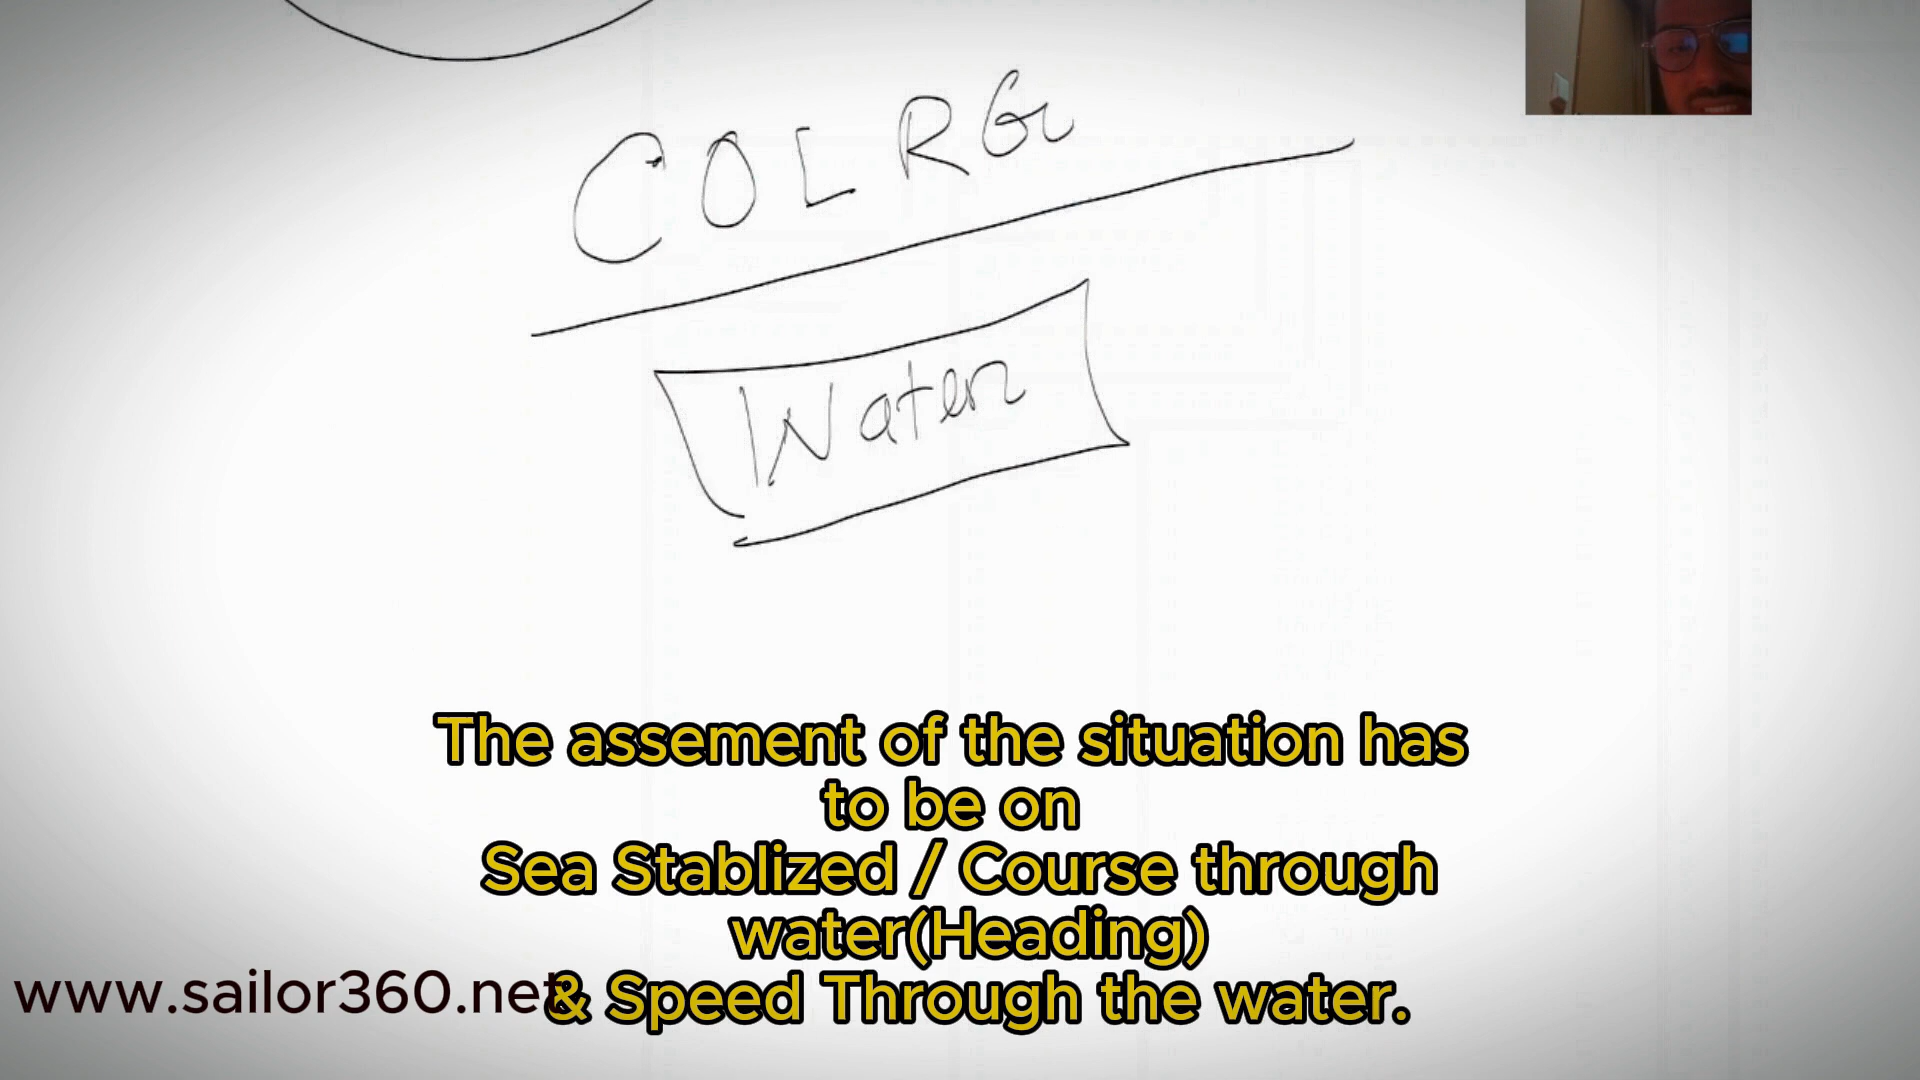 COLRG
Water
The assement of the situation has
to be on
Sea Stablized / Course through
water(Heading)
& Speed Through the water.
www.sailor360.net